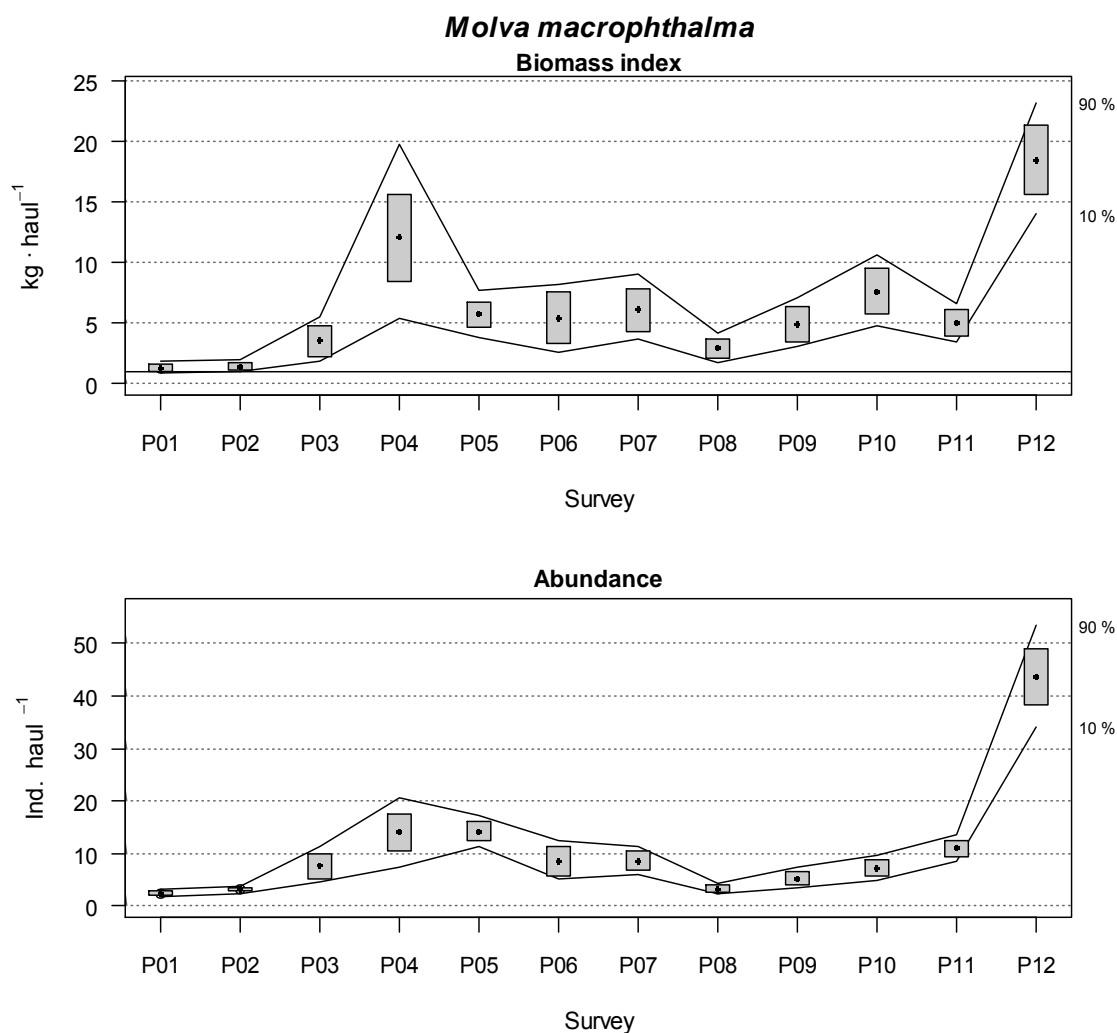 Molva macrophthalma
Biomass index
25
20
15
10
5
0
kg · haul⁻¹
90 %
10 %
P01 P02 P03 P04 P05 P06 P07 P08 P09 P10 P11 P12
Survey
Abundance
50
40
30
20
10
0
Ind. haul ⁻¹
90 %
10 %
P01 P02 P03 P04 P05 P06 P07 P08 P09 P10 P11 P12
Survey